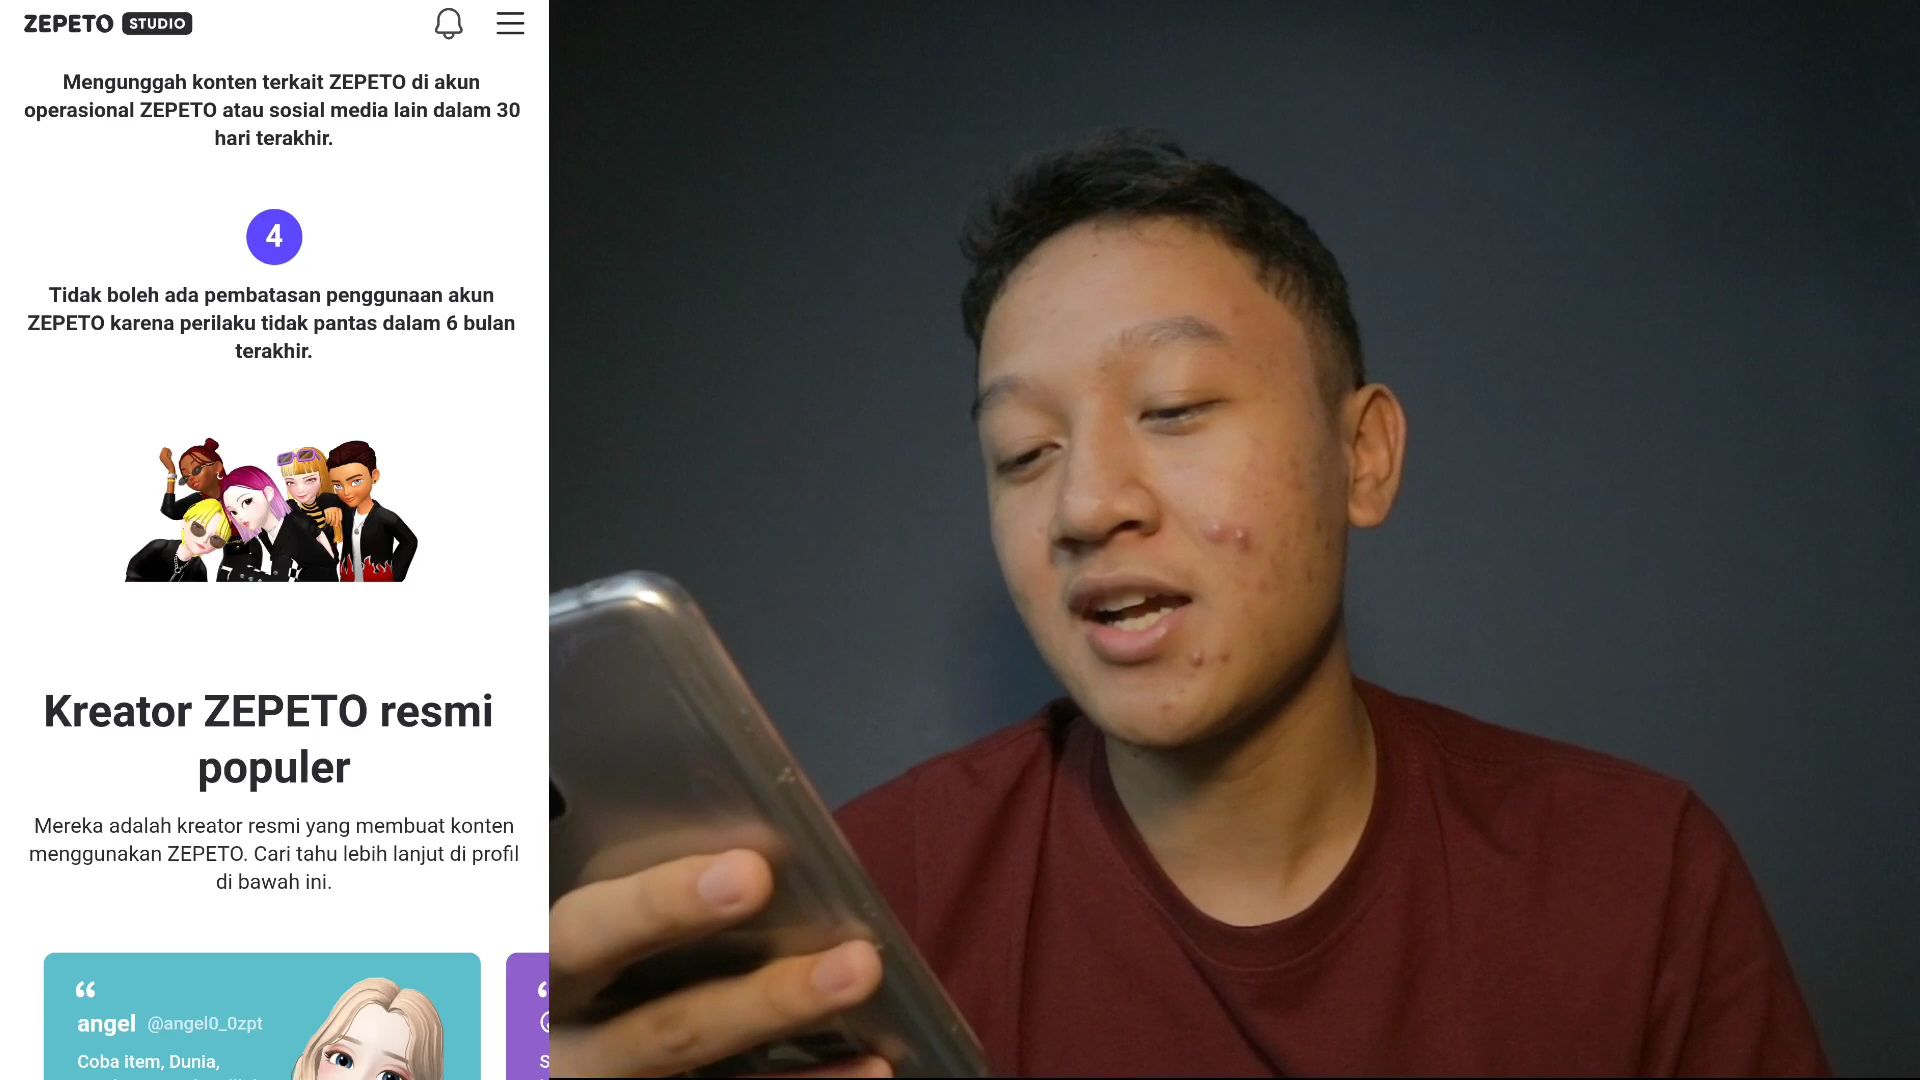 ZEPETO STUDIO
Mengunggah konten terkait ZEPETO di akun
operasional ZEPETO atau sosial media lain dalam 30
hari terakhir.
4
Tidak boleh ada pembatasan penggunaan akun
ZEPETO karena perilaku tidak pantas dalam 6 bulan
terakhir.
Kreator ZEPETO resmi
populer
Mereka adalah kreator resmi yang membuat konten
menggunakan ZEPETO. Cari tahu lebih lanjut di profil
di bawah ini.
angel @angel0_0zpt
Coba item, Dunia,